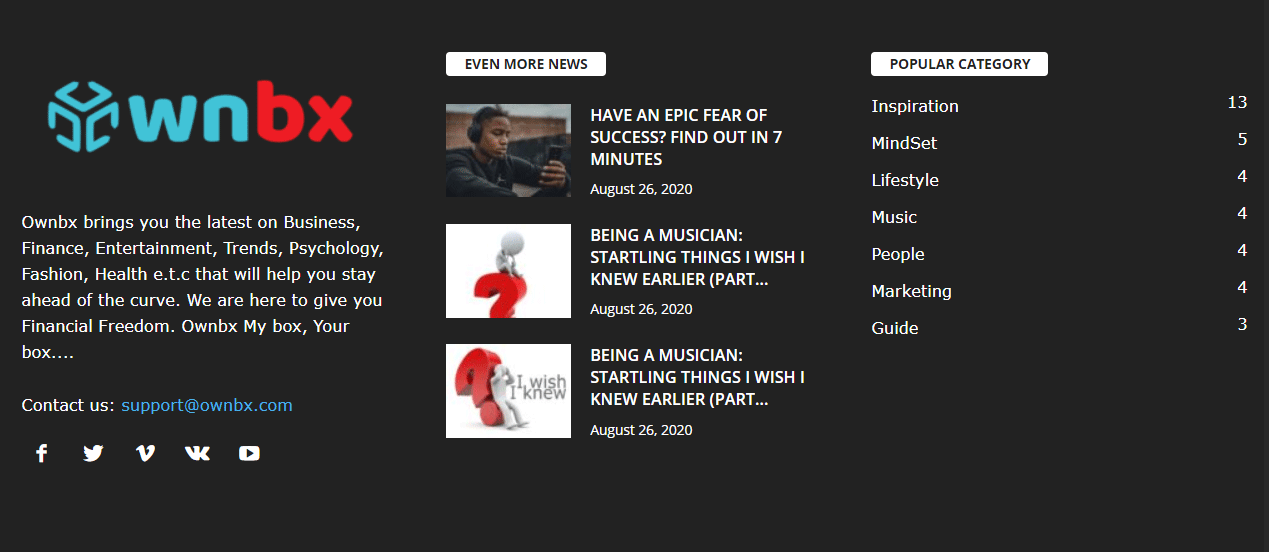 wnbx
Ownbx brings you the latest on Business,
Finance, Entertainment, Trends, Psychology,
Fashion, Health e.t.c that will help you stay
ahead of the curve. We are here to give you
Financial Freedom. Ownbx My box, Your
box....
Contact us: support@ownbx.com
EVEN MORE NEWS
HAVE AN EPIC FEAR OF
SUCCESS? FIND OUT IN 7
MINUTES
August 26, 2020
BEING A MUSICIAN:
STARTLING THINGS I WISH I
KNEW EARLIER (PART...
August 26, 2020
I wish
I knew
BEING A MUSICIAN:
STARTLING THINGS I WISH I
KNEW EARLIER (PART...
August 26, 2020
POPULAR CATEGORY
Inspiration 13
MindSet 5
Lifestyle 4
Music 4
People 4
Marketing 4
Guide 3